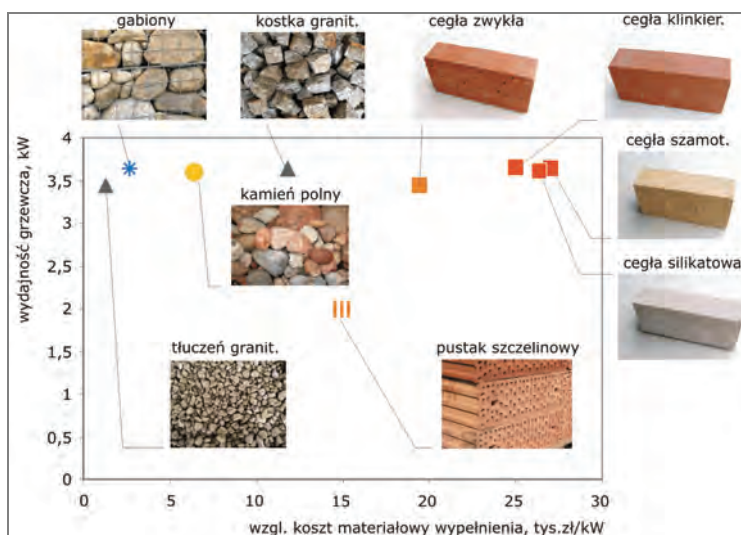 gabiony
kostka granit.
cegła zwykła
cegła klinkier.
4
3,5
3
2,5
2
1,5
1
0,5
0
wydajność grzewcza, kW
kamień polny
cegła szamot.
cegła silikatowa
tłuczeń granit.
pustak szczelinowy
0 5 10 15 20 25 30
wzgl. koszt materiałowy wypełnienia, tys.zł/kW